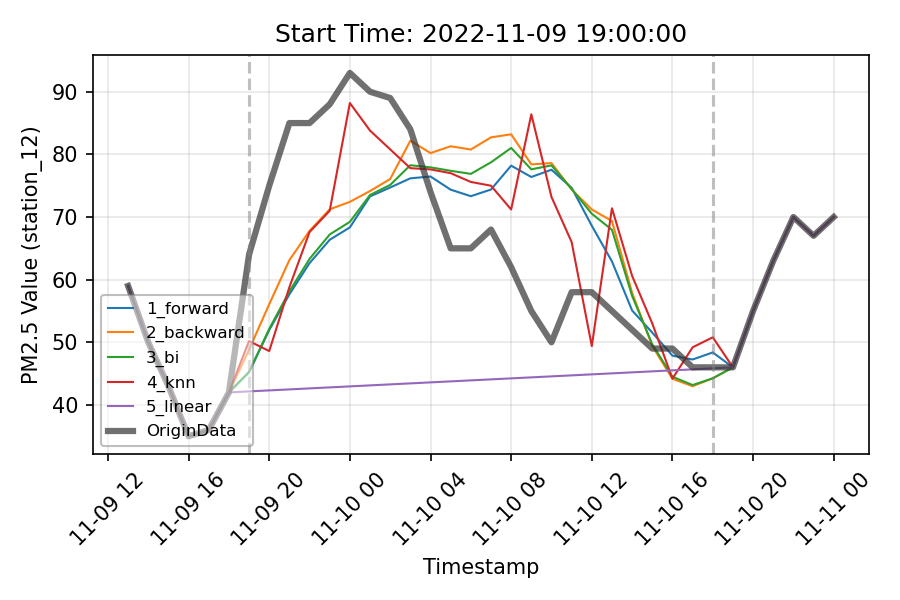 Start Time: 2022-11-09 19:00:00
PM2.5 Value (station_12)
90
80
70
60
50
40
1_forward
2_backward
3_bi
4_knn
5_linear
OriginData
11-09 12
11-09 16
11-09 20
11-10 00
11-10 04
11-10 08
11-10 12
11-10 16
11-10 20
11-11 00
Timestamp